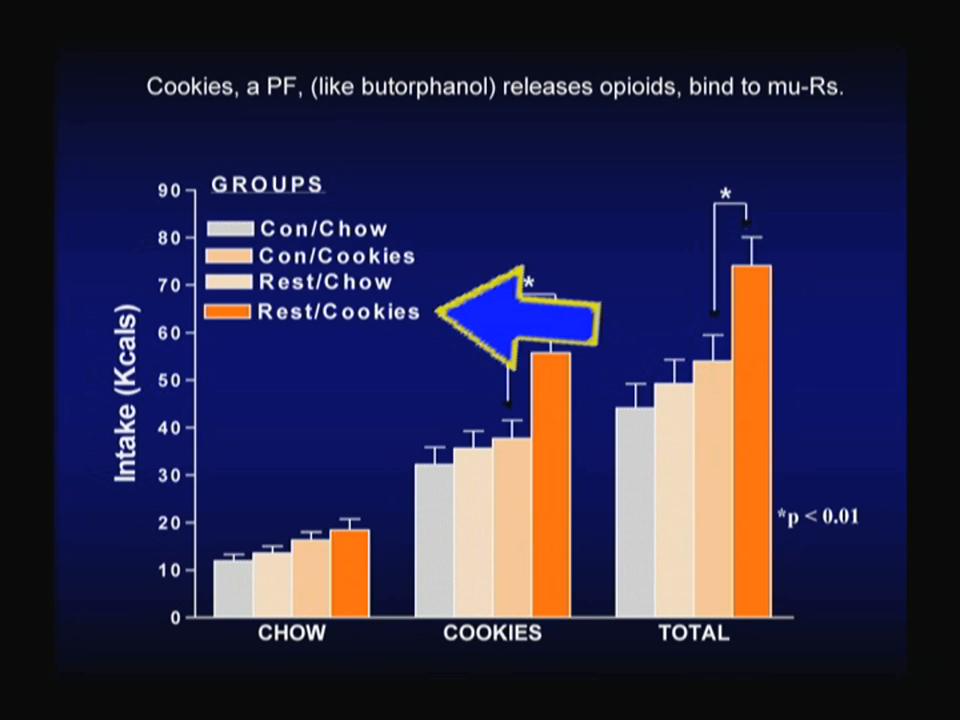 Cookies, a PF, (like butorphanol) releases opioids, bind to mu-Rs.
GROUPS
Con/Chow
Con/Cookies
Rest/Chow
Rest/Cookies
Intake (Kcals)
90
80
70
60
50
40
30
20
10
0
*
*
*p < 0.01
CHOW COOKIES TOTAL